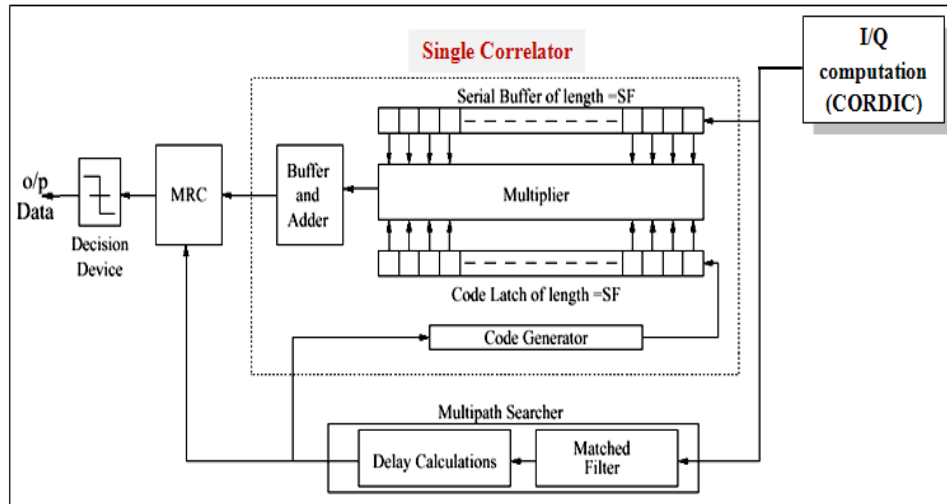 I/Q
computation
(CORDIC)
Single Correlator
Serial Buffer of length =SF
o/p
Data
Decision
Device
MRC
Buffer
and
Adder
Multiplier
Code Latch of length =SF
Code Generator
Multipath Searcher
Delay Calculations
Matched
Filter